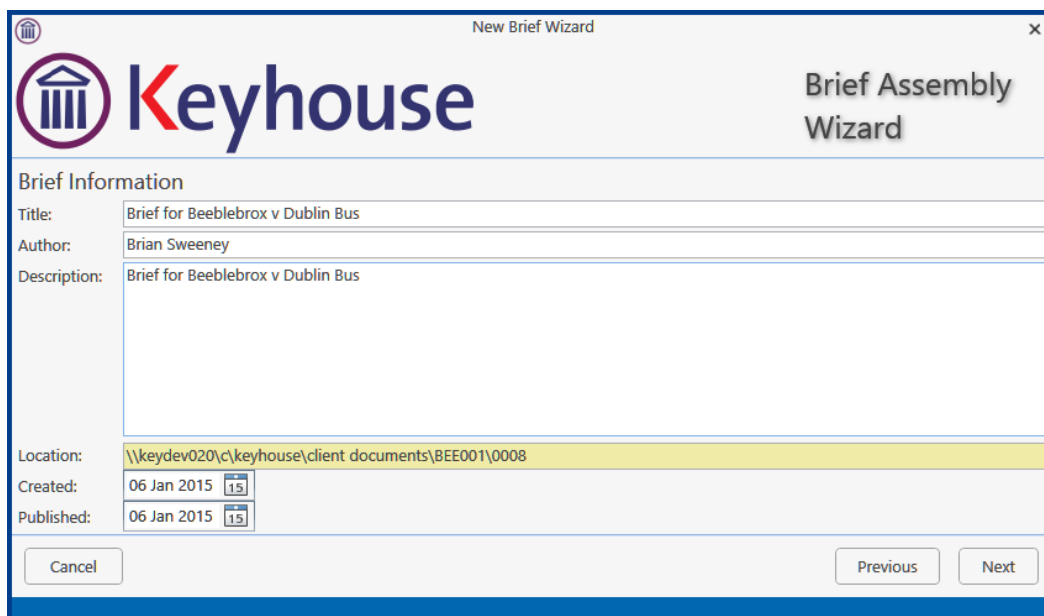 New Brief Wizard
Keyhouse
Brief Assembly
Wizard
Brief Information
Title: Brief for Beeblebrox v Dublin Bus
Author: Brian Sweeney
Description: Brief for Beeblebrox v Dublin Bus
Location: \\keydev020\c\keyhouse\client documents\BEE001\0008
Created: 06 Jan 2015 15
Published: 06 Jan 2015 15
Cancel Previous Next